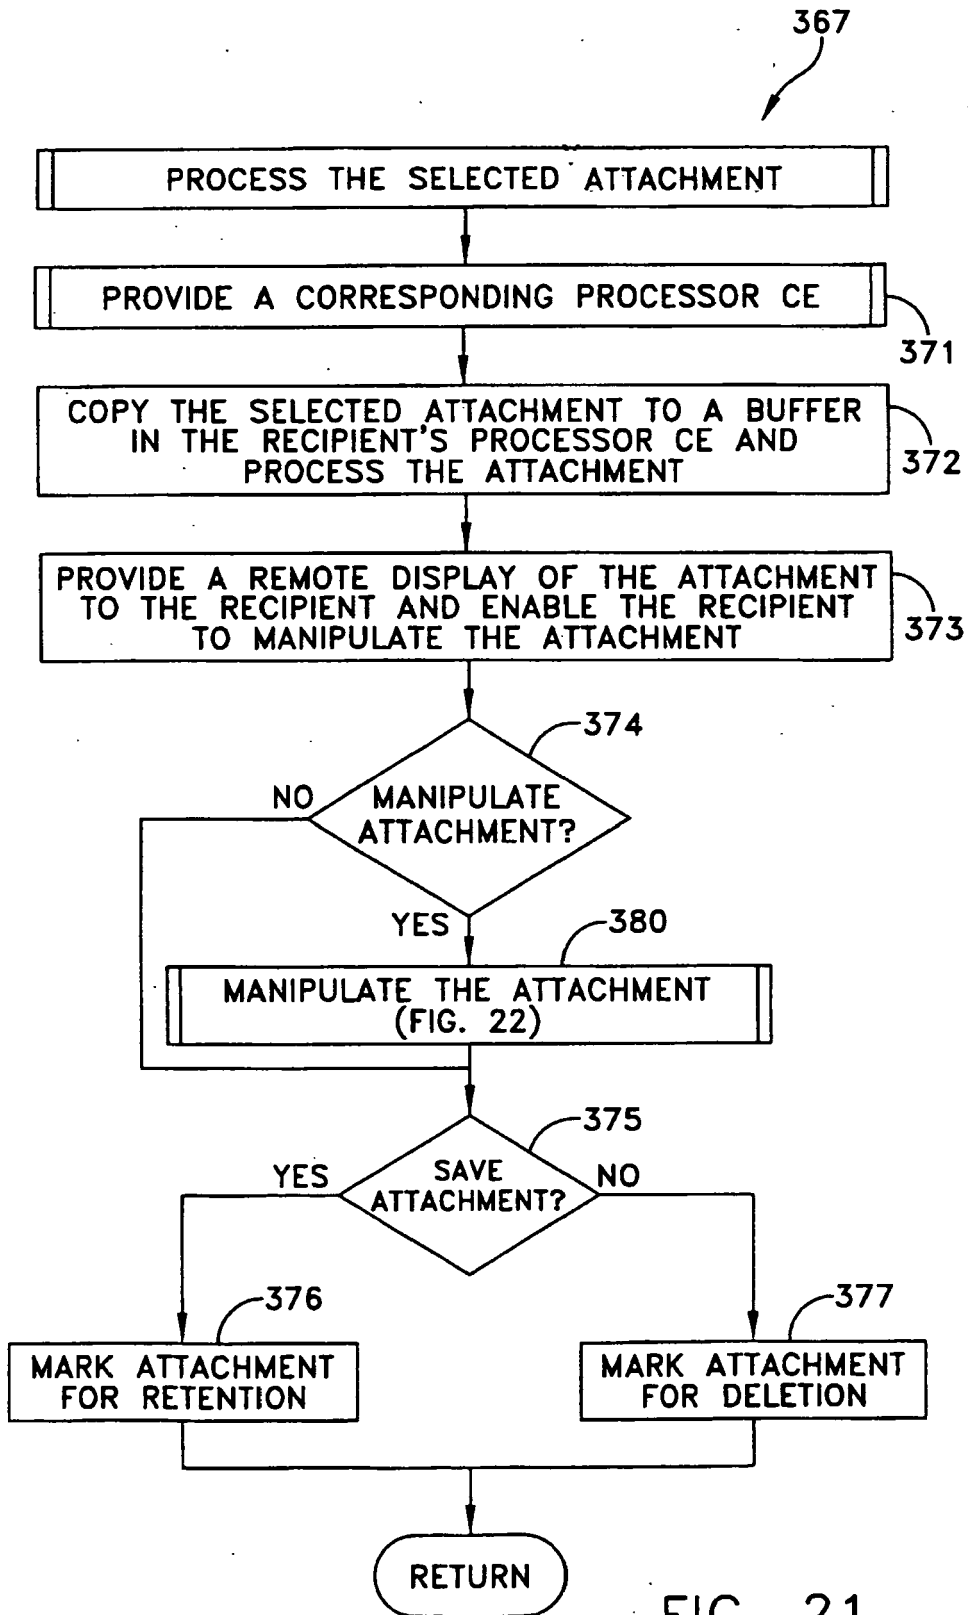 367
PROCESS THE SELECTED ATTACHMENT
PROVIDE A CORRESPONDING PROCESSOR CE
371
COPY THE SELECTED ATTACHMENT TO A BUFFER
IN THE RECIPIENT'S PROCESSOR CE AND
PROCESS THE ATTACHMENT
372
PROVIDE A REMOTE DISPLAY OF THE ATTACHMENT
TO THE RECIPIENT AND ENABLE THE RECIPIENT
TO MANIPULATE THE ATTACHMENT
373
374
NO
MANIPULATE
ATTACHMENT?
YES
380
MANIPULATE THE ATTACHMENT
(FIG. 22)
375
YES
SAVE
ATTACHMENT?
NO
376
377
MARK ATTACHMENT
FOR RETENTION
MARK ATTACHMENT
FOR DELETION
RETURN
FIG. 21